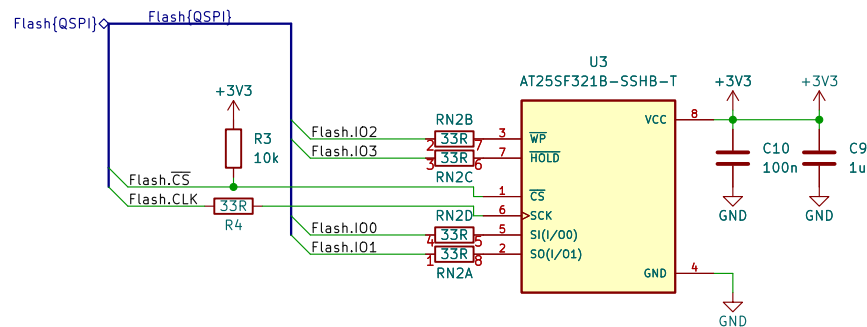 Flash{QSPI}
Flash{QSPI}
U3
AT25SF321B-SSHB-T
+3V3
R3
10k
+3V3
+3V3
RN2B
Flash.IO2
2
33R
7
3
WP
VCC
8
Flash.IO3
3
33R
6
7
HOLD
RN2C
C10
100n
C9
1u
Flash.CS
1
CS
Flash.CLK
33R
R4
RN2D
6
SCK
GND
GND
Flash.IO0
4
33R
5
5
SI(I/O0)
Flash.IO1
1
33R
8
2
SO(I/O1)
RN2A
GND
4
GND